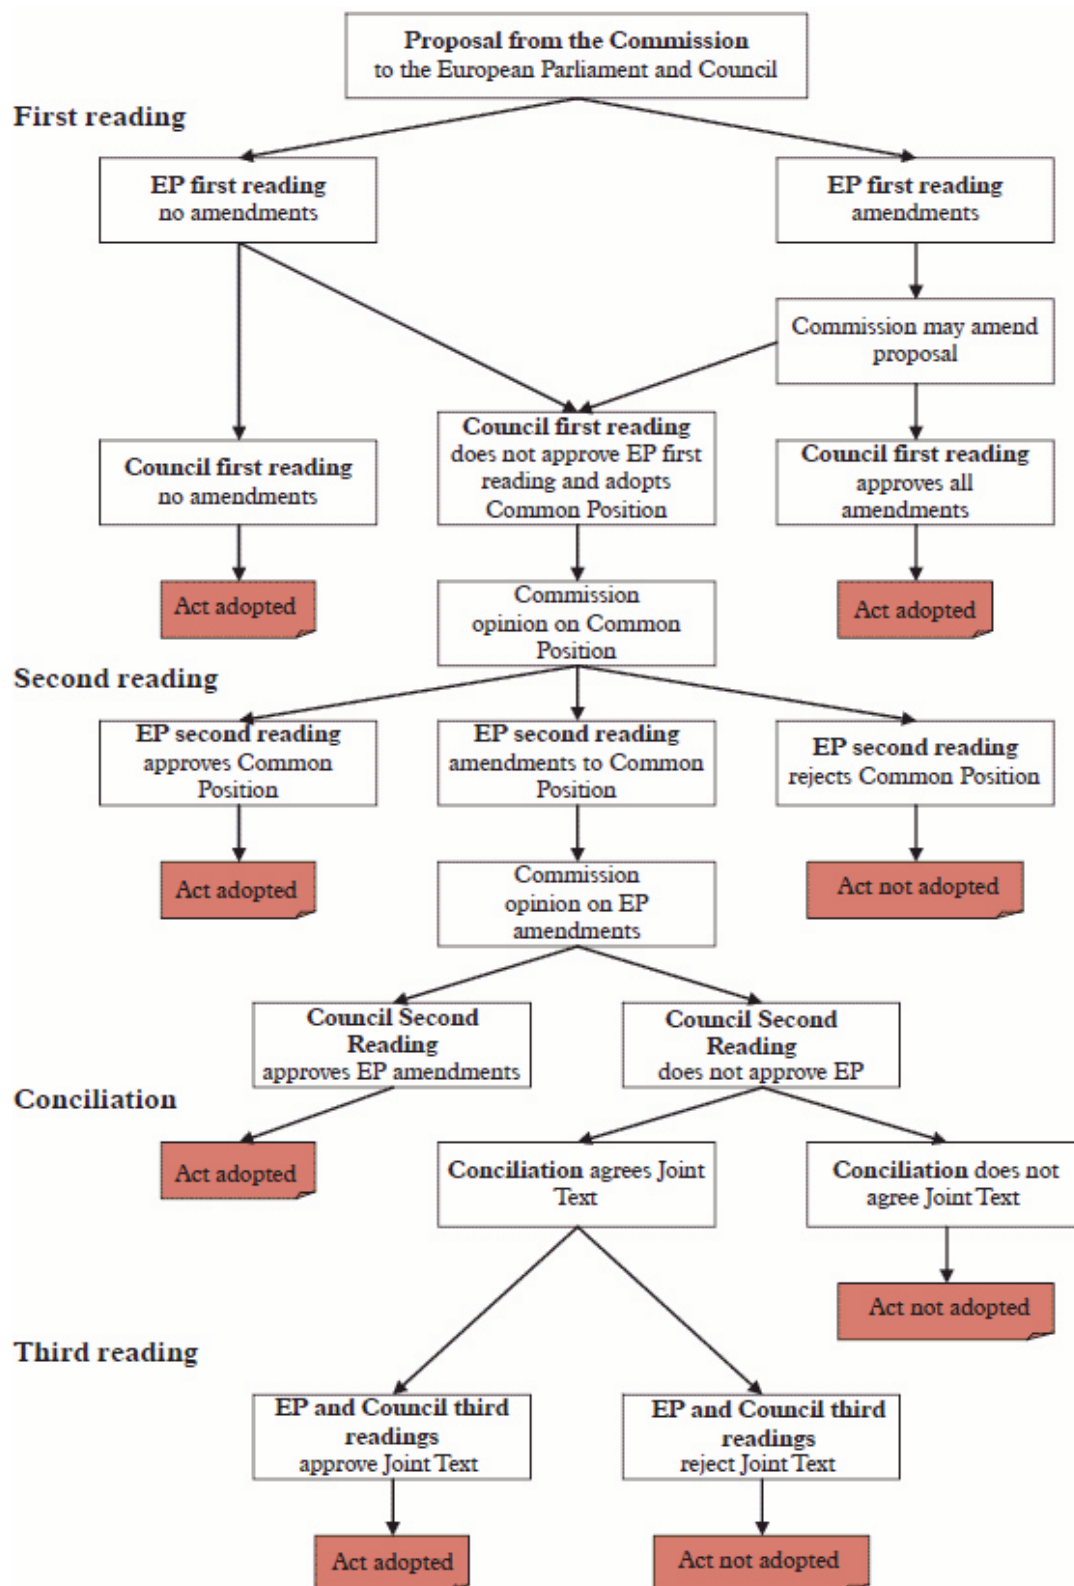 Proposal from the Commission
to the European Parliament and Council
First reading
EP first reading
no amendments
EP first reading
amendments
Commission may amend
proposal
Council first reading
no amendments
Council first reading
does not approve EP first
reading and adopts
Common Position
Council first reading
approves all
amendments
Act adopted
Commission
opinion on Common
Position
Act adopted
Second reading
EP second reading
approves Common
Position
EP second reading
amendments to Common
Position
EP second reading
rejects Common Position
Act adopted
Commission
opinion on EP
amendments
Act not adopted
Council Second
Reading
approves EP amendments
Council Second
Reading
does not approve EP
Conciliation
Act adopted
Conciliation agrees Joint
Text
Conciliation does not
agree Joint Text
Act not adopted
Third reading
EP and Council third
readings
approve Joint Text
EP and Council third
readings
reject Joint Text
Act adopted
Act not adopted